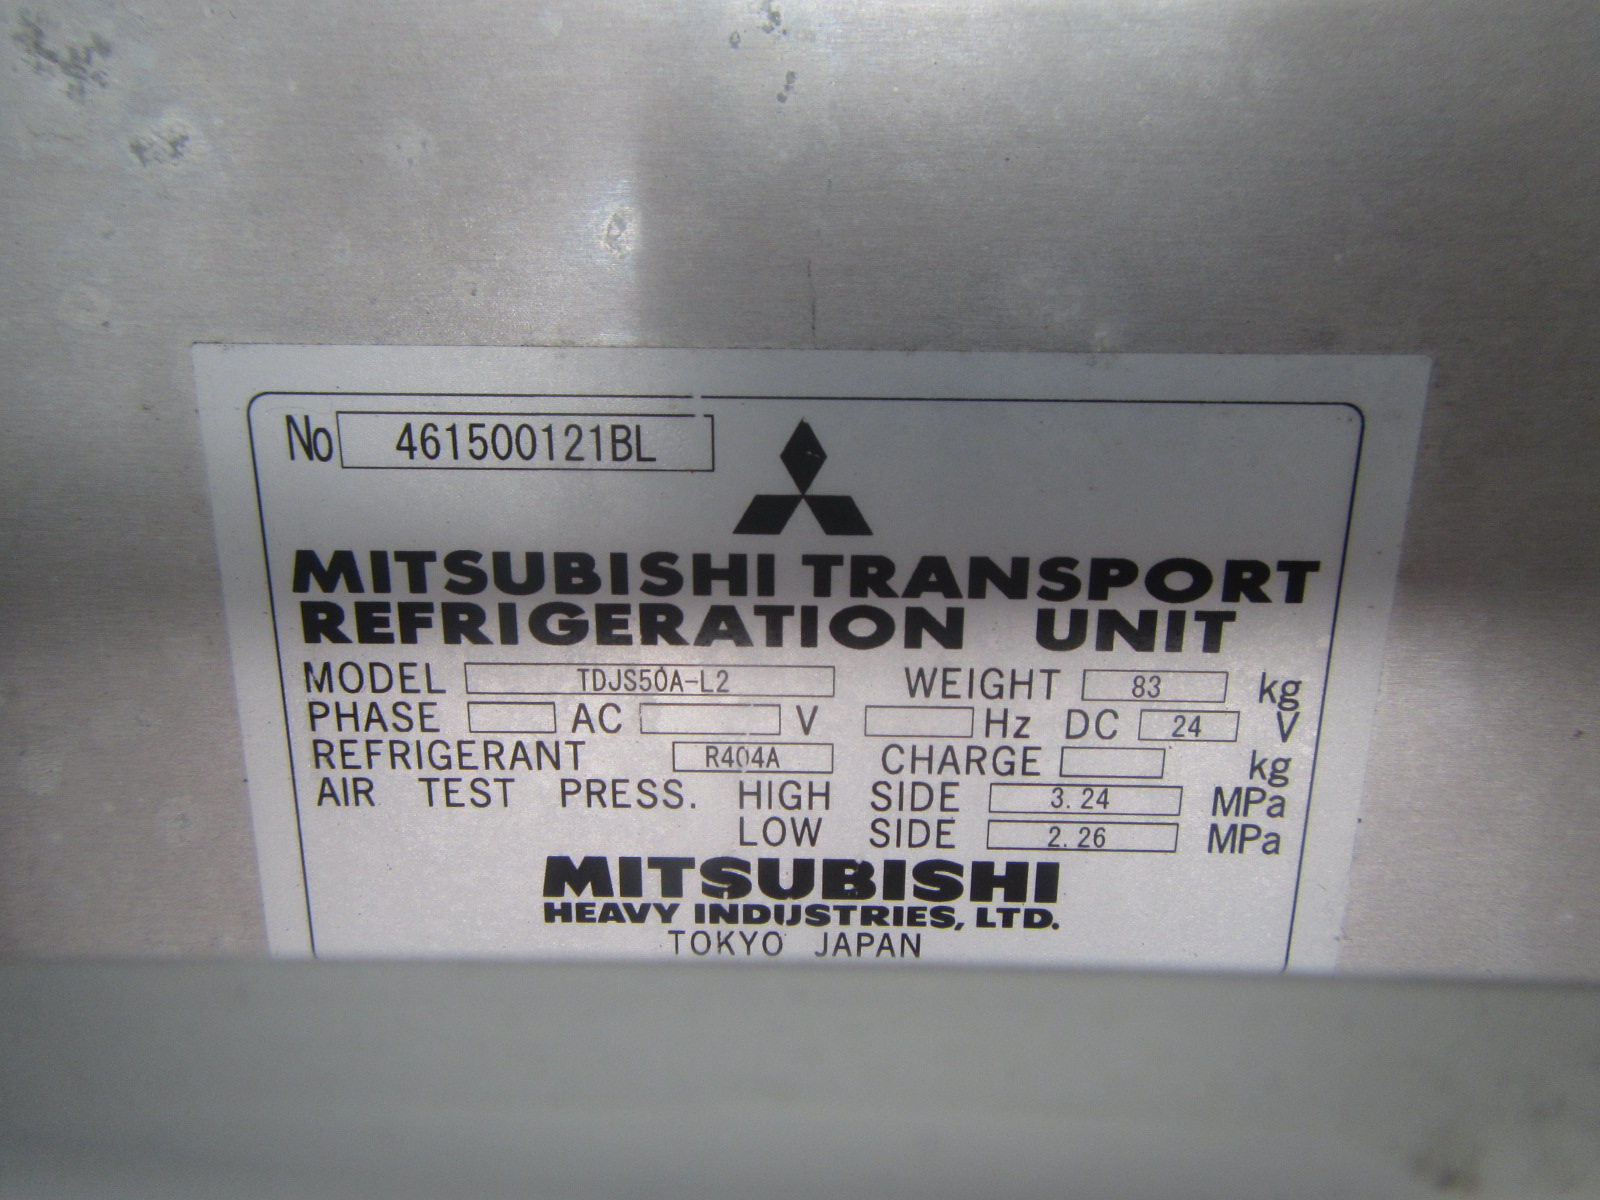 No 461500121BL
MITSUBISHI TRANSPORT
REFRIGERATION UNIT
MODEL TDJS50A-L2 WEIGHT 83 kg
PHASE AC V Hz DC 24 V
REFRIGERANT R404A CHARGE kg
AIR TEST PRESS. HIGH SIDE 3.24 MPa
LOW SIDE 2.26 MPa
MITSUBISHI
HEAVY INDUSTRIES, LTD.
TOKYO JAPAN